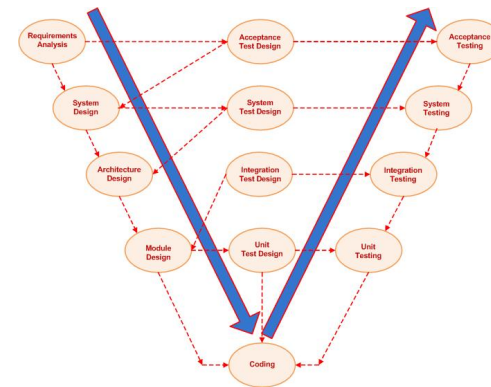 Requirements
Analysis
Acceptance
Test Design
Acceptance
Testing
System
Design
System
Test Design
System
Testing
Architecture
Design
Integration
Test Design
Integration
Testing
Module
Design
Unit
Test Design
Unit
Testing
Coding